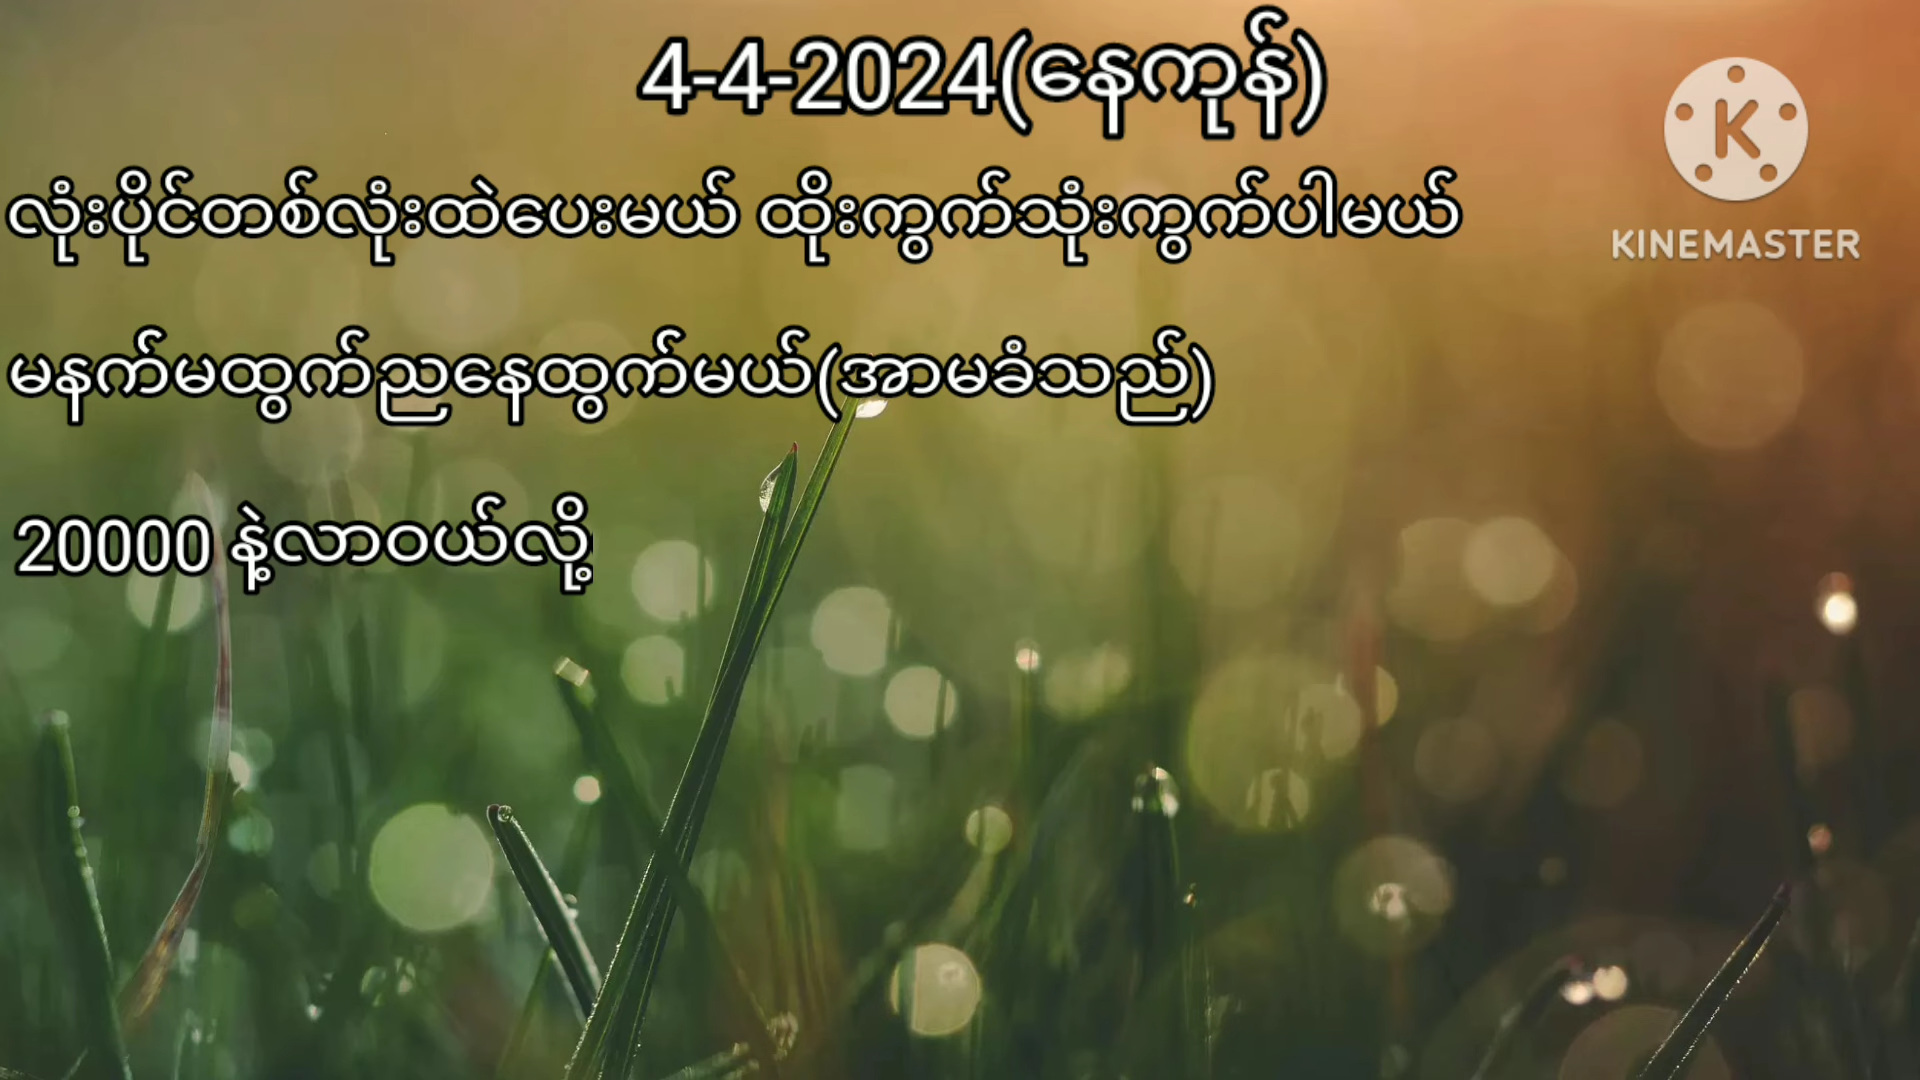 4-4-2024(နေကုန်)
လုံးပိုင်တစ်လုံးထဲပေးမယ် ထိုးကွက်သုံးကွက်ပါမယ်
မနက်မထွက်ညနေထွက်မယ်(အာမခံသည်)
20000 နဲ့လာဝယ်လို့
K
KINEMASTER